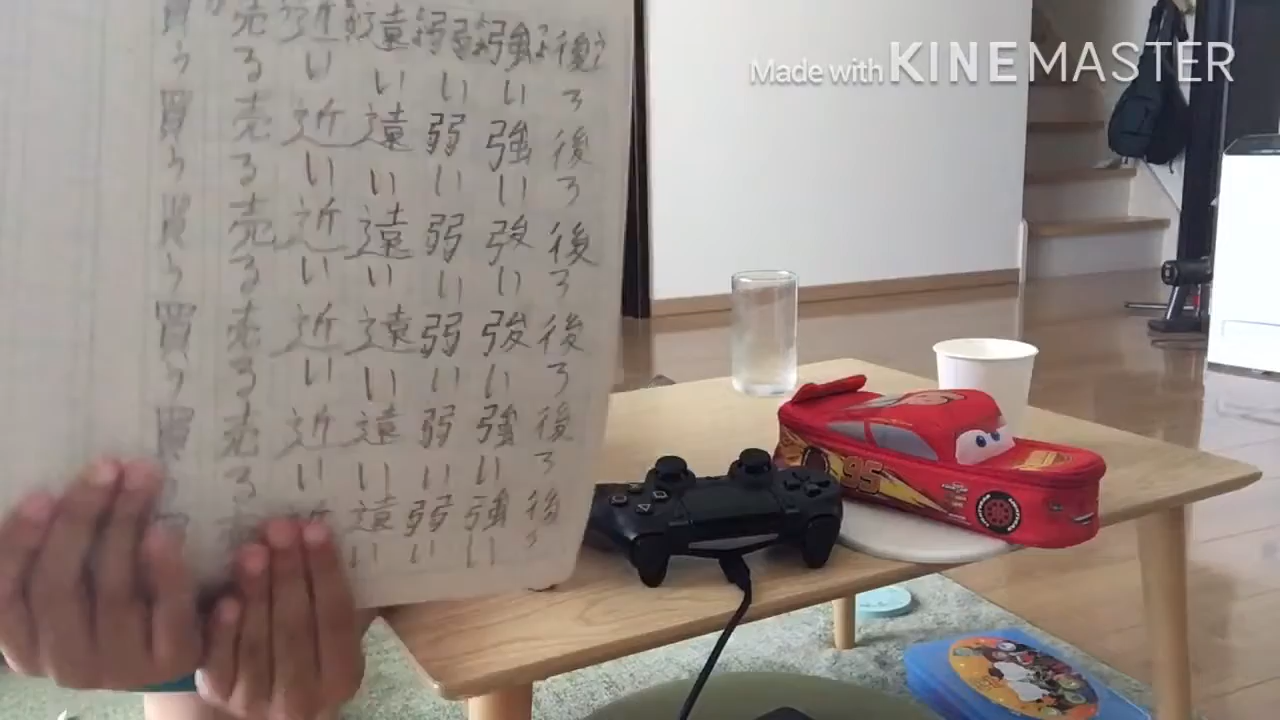 後ろ後ろ後ろ後ろ後ろ後ろ
強い強い強い強い強い強い
弱い弱い弱い弱い弱い弱い
遠い遠い遠い遠い遠い遠い
近い近い近い近い近い
売る売る売る売る売る
買う買う買う買う買
Made with KINEMASTER
95